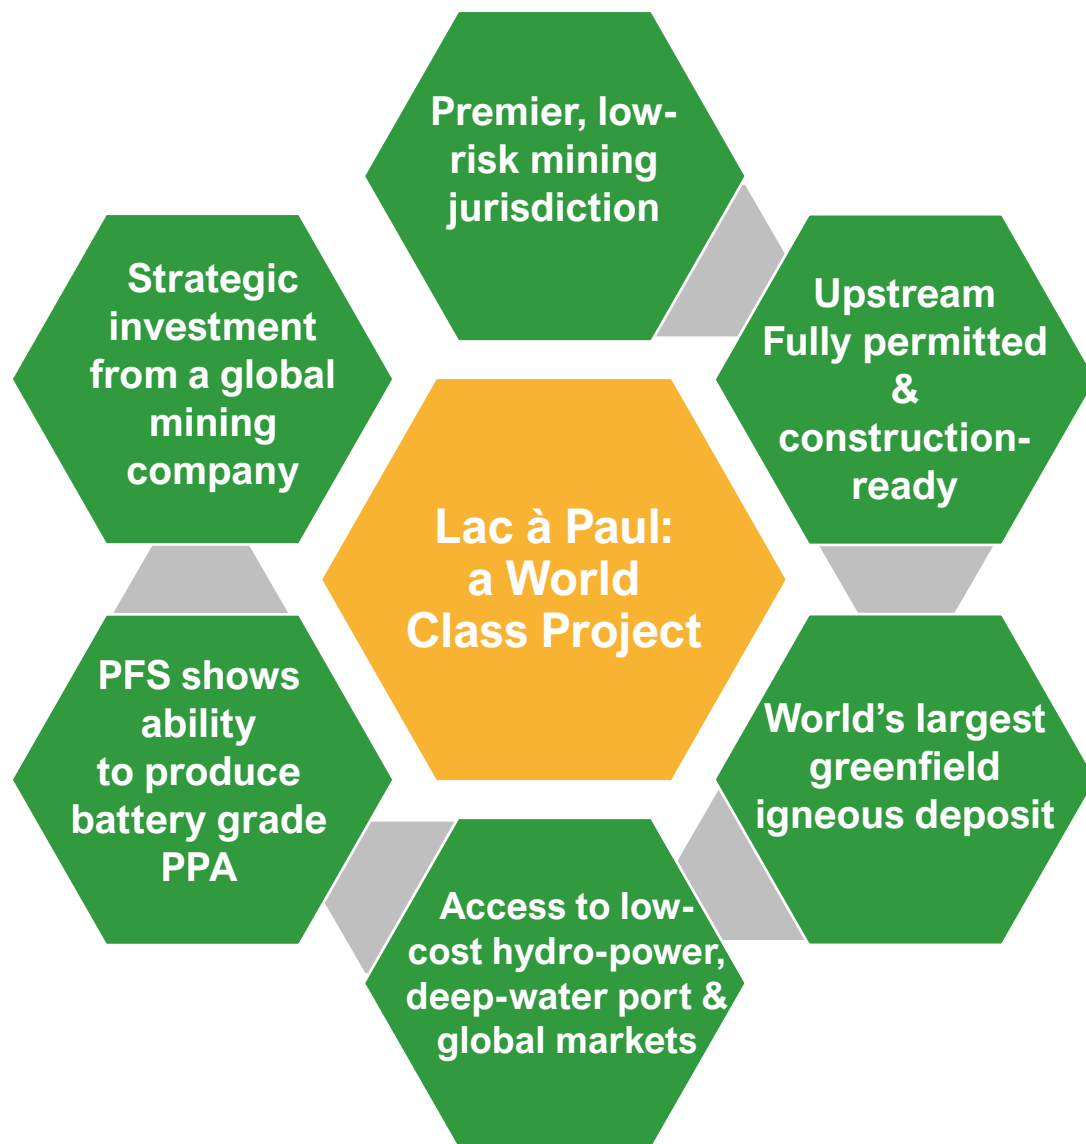 Premier, low-
risk mining
jurisdiction
Upstream
Fully permitted
&
construction-
ready
World’s largest
greenfield
igneous deposit
Access to low-
cost hydro-power,
deep-water port &
global markets
PFS shows
ability
to produce
battery grade
PPA
Strategic
investment
from a global
mining
company
Lac à Paul:
a World
Class Project